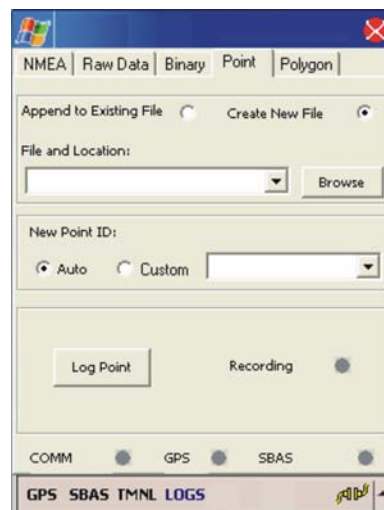 NMEA Raw Data Binary Point Polygon
Append to Existing File Create New File
File and Location:
Browse
New Point ID:
Auto Custom
Log Point Recording
COMM GPS SBAS
GPS SBAS TMNL LOGS